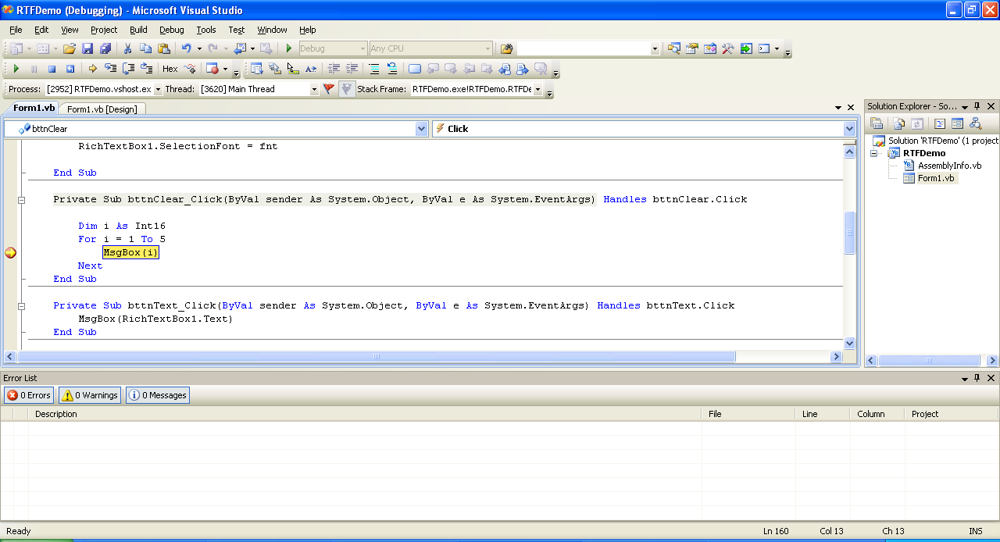 RTFDemo (Debugging) - Microsoft Visual Studio
File Edit View Project Build Debug Tools Test Window Help
Debug Any CPU
Hex
Process: [2952] RTFDemo.vshost.ex Thread: [3620] Main Thread Stack Frame: RTFDemo.exe!RTFDemo.RTFDe
Form1.vb Form1.vb [Design]
bttnClear Click
RichTextBox1.SelectionFont = fnt
End Sub
Private Sub bttnClear_Click(ByVal sender As System.Object, ByVal e As System.EventArgs) Handles bttnClear.Click
Dim i As Int16
For i = 1 To 5
MsgBox(i)
Next
End Sub
Private Sub bttnText_Click(ByVal sender As System.Object, ByVal e As System.EventArgs) Handles bttnText.Click
MsgBox(RichTextBox1.Text)
End Sub
Solution Explorer - So...
Solution 'RTFDemo' (1 project
RTFDemo
AssemblyInfo.vb
Form1.vb
Error List
0 Errors 0 Warnings 0 Messages
Description File Line Column Project
Ready Ln 160 Col 13 Ch 13 INS